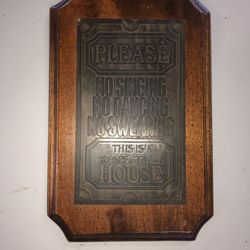 PLEASE
NO SINGING
NO DANCING
NO SWEARING
THIS IS A
RESPECTABLE
HOUSE